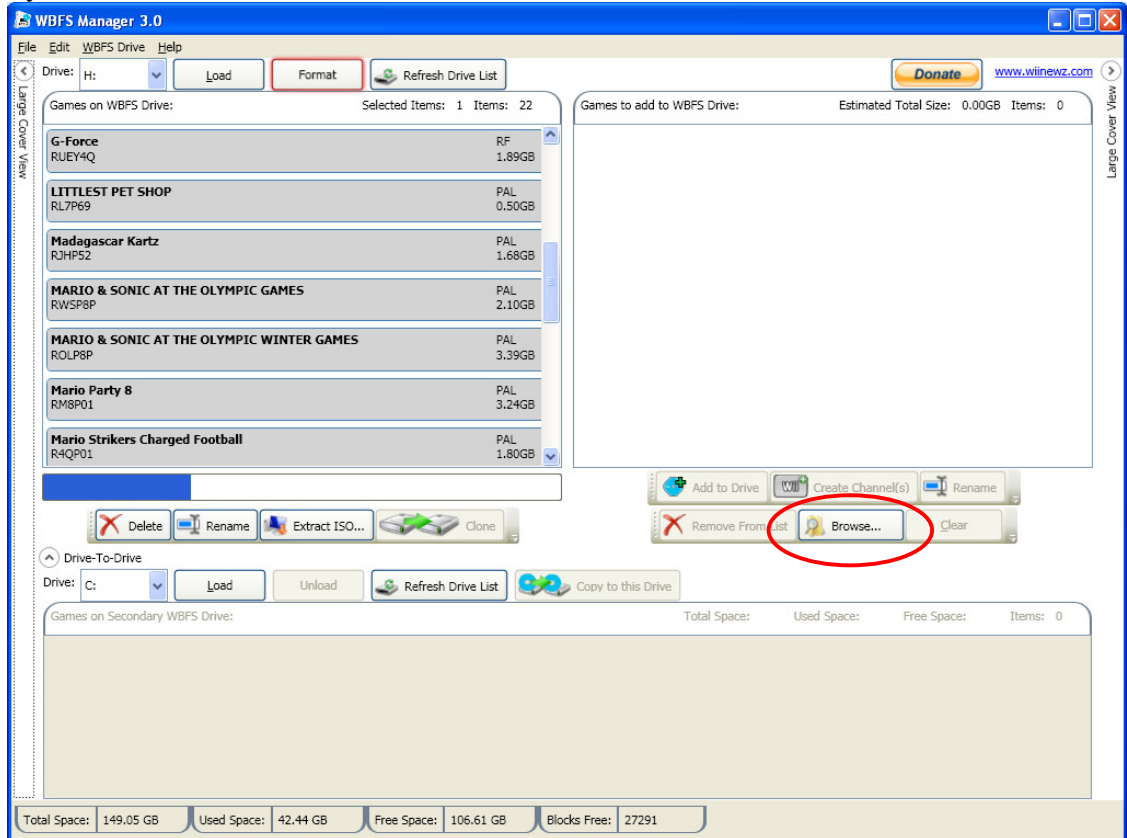 WBFS Manager 3.0
File Edit WBFS Drive Help
Drive: H: Load Format Refresh Drive List Donate www.wiinewz.com
Large Cover View
Large Cover View
Games on WBFS Drive: Selected Items: 1 Items: 22
Games to add to WBFS Drive: Estimated Total Size: 0.00GB Items: 0
G-Force RF
RUEY4Q 1.89GB
LITTLEST PET SHOP PAL
RL7P69 0.50GB
Madagascar Kartz PAL
RJHP52 1.68GB
MARIO & SONIC AT THE OLYMPIC GAMES PAL
RWSP8P 2.10GB
MARIO & SONIC AT THE OLYMPIC WINTER GAMES PAL
ROLP8P 3.39GB
Mario Party 8 PAL
RM8P01 3.24GB
Mario Strikers Charged Football PAL
R4QP01 1.80GB
Add to Drive Wii Create Channel(s) Rename
Delete Rename Extract ISO... Clone
Remove From List Browse... Clear
Drive-To-Drive
Drive: C: Load Unload Refresh Drive List Copy to this Drive
Games on Secondary WBFS Drive: Total Space: Used Space: Free Space: Items: 0
Total Space: 149.05 GB Used Space: 42.44 GB Free Space: 106.61 GB Blocks Free: 27291